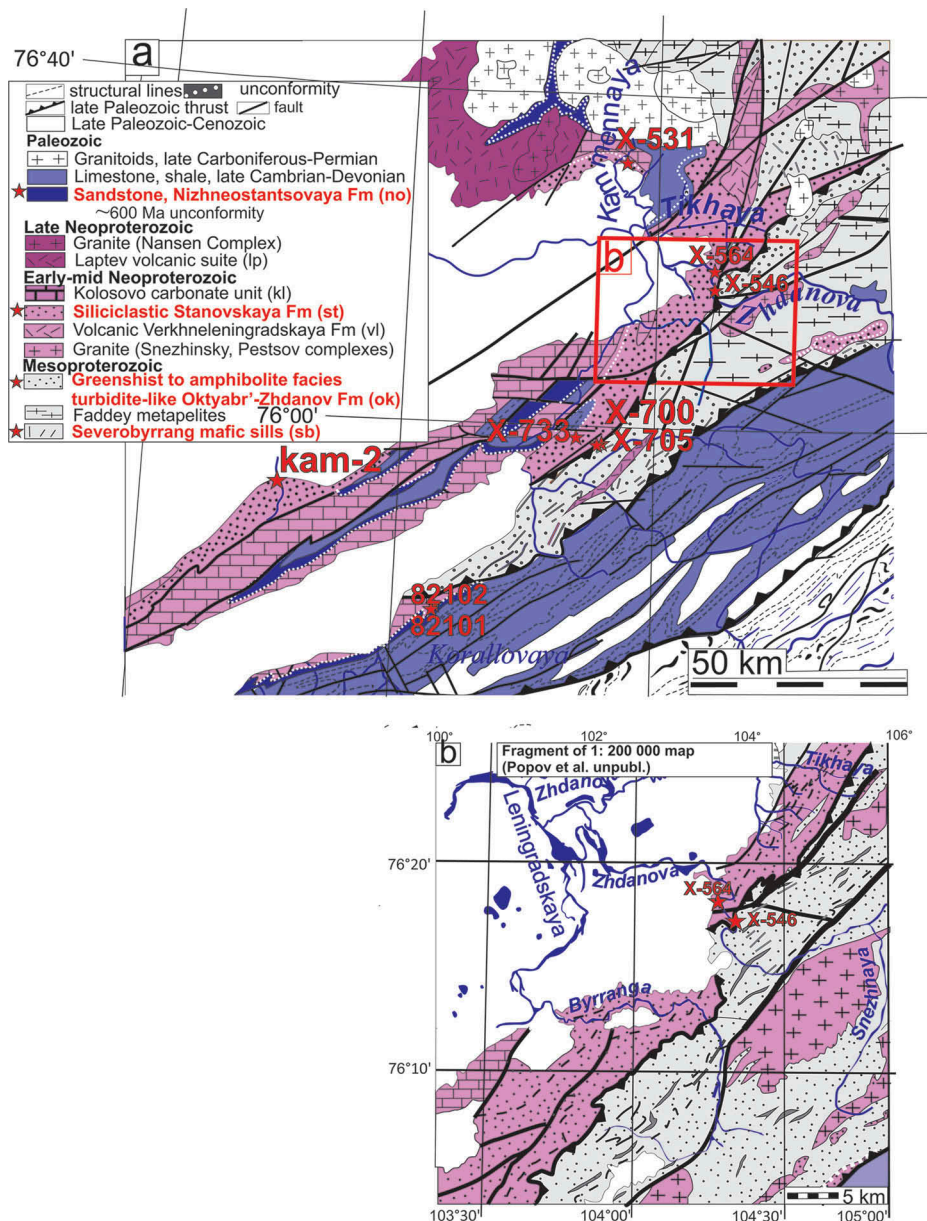 a
76°40'
structural lines
unconformity
late Paleozoic thrust
fault
Late Paleozoic-Cenozoic
Paleozoic
Granitoids, late Carboniferous-Permian
Limestone, shale, late Cambrian-Devonian
Sandstone, Nizhneostantsovaya Fm (no)
~600 Ma unconformity
Late Neoproterozoic
Granite (Nansen Complex)
Laptev volcanic suite (lp)
Early-mid Neoproterozoic
Kolosovo carbonate unit (kl)
Siliciclastic Stanovskaya Fm (st)
Volcanic Verkhneleningradskaya Fm (vl)
Granite (Snezhinsky, Pestsov complexes)
Mesoproterozoic
Greenshist to amphibolite facies
turbidite-like Oktyabr'-Zhdanov Fm (ok)
Faddey metapelites
Severobyrrang mafic sills (sb)
76°00'
Kamennaya
X-531
Tikhaya
b
X-564
X-546
Zhdanova
X-700
X-733
X-705
kam-2
82102
82101
Korallovaya
50 km
b
100°
102°
104°
106°
Fragment of 1: 200 000 map
(Popov et al. unpubl.)
Tikhaya
Zhdanov
Leningradskaya
76°20'
Zhdanova
X-564
X-546
Snezhnaya
Byrranga
76°10'
5 km
103°30'
104°00'
104°30'
105°00'